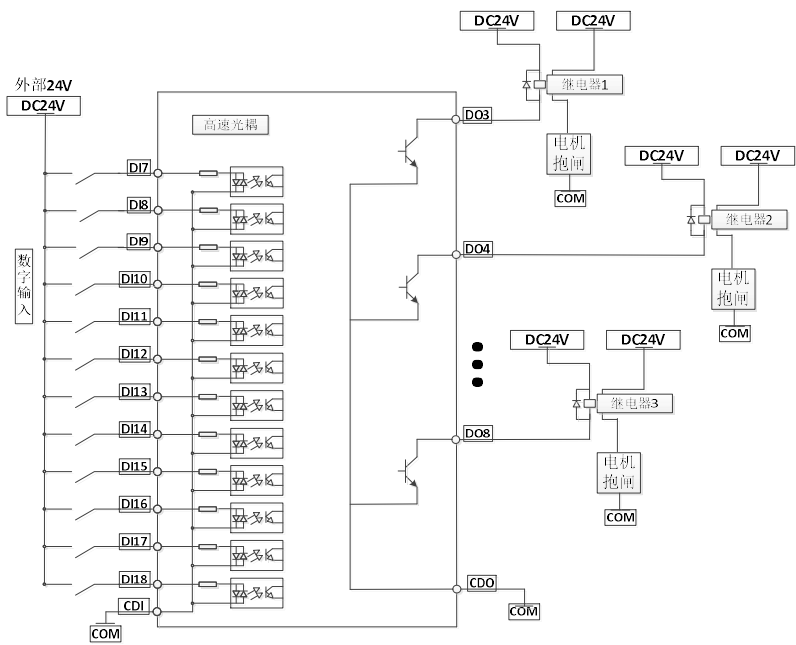 DC24V
DC24V
继电器1
外部24V
DC24V
高速光耦
DO3
电机
抱闸
COM
DC24V
DC24V
继电器2
电机
抱闸
COM
DI7
DI8
DI9
DI10
DI11
DI12
DI13
DI14
DI15
DI16
DI17
DI18
CDI
COM
数
字
输
入
DO4
DC24V
DC24V
继电器3
DO8
电机
抱闸
COM
CDO
COM